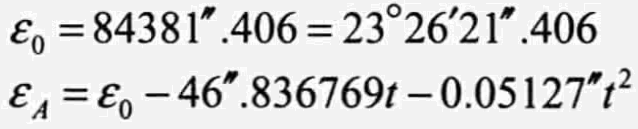 ε₀ = 84381″.406 = 23°26′21″.406
ε_A = ε₀ − 46″.836769t − 0.05127″t²